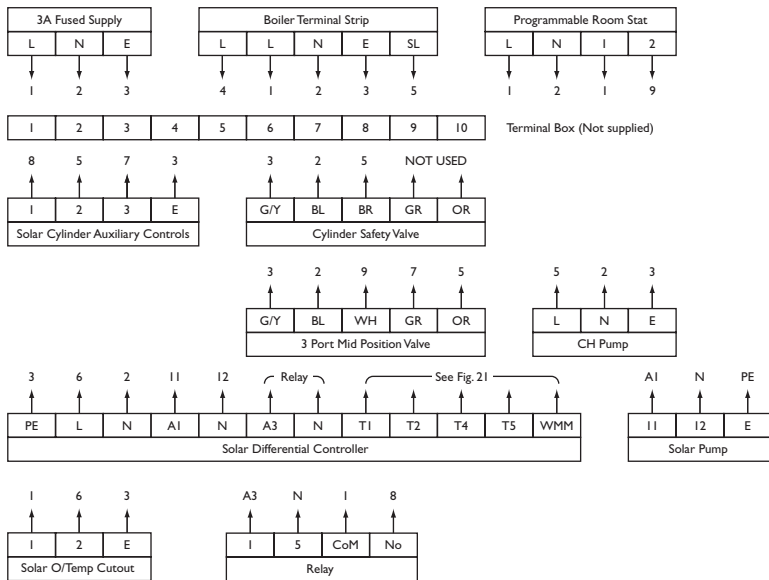 3A Fused Supply Boiler Terminal Strip Programmable Room Stat
L N E L L N E SL L N 1 2
1 2 3 4 1 2 3 5 1 2 1 9
1 2 3 4 5 6 7 8 9 10 Terminal Box (Not supplied)
8 5 7 3 3 2 5 NOT USED
1 2 3 E G/Y BL BR GR OR
Solar Cylinder Auxiliary Controls Cylinder Safety Valve
3 2 9 7 5 5 2 3
G/Y BL WH GR OR L N E
3 Port Mid Position Valve CH Pump
3 6 2 11 12 Relay See Fig. 21 A1 N PE
PE L N A1 N A3 N T1 T2 T4 T5 WMM 11 12 E
Solar Differential Controller Solar Pump
1 6 3 A3 N 1 8
1 2 E 1 5 CoM No
Solar O/Temp Cutout Relay